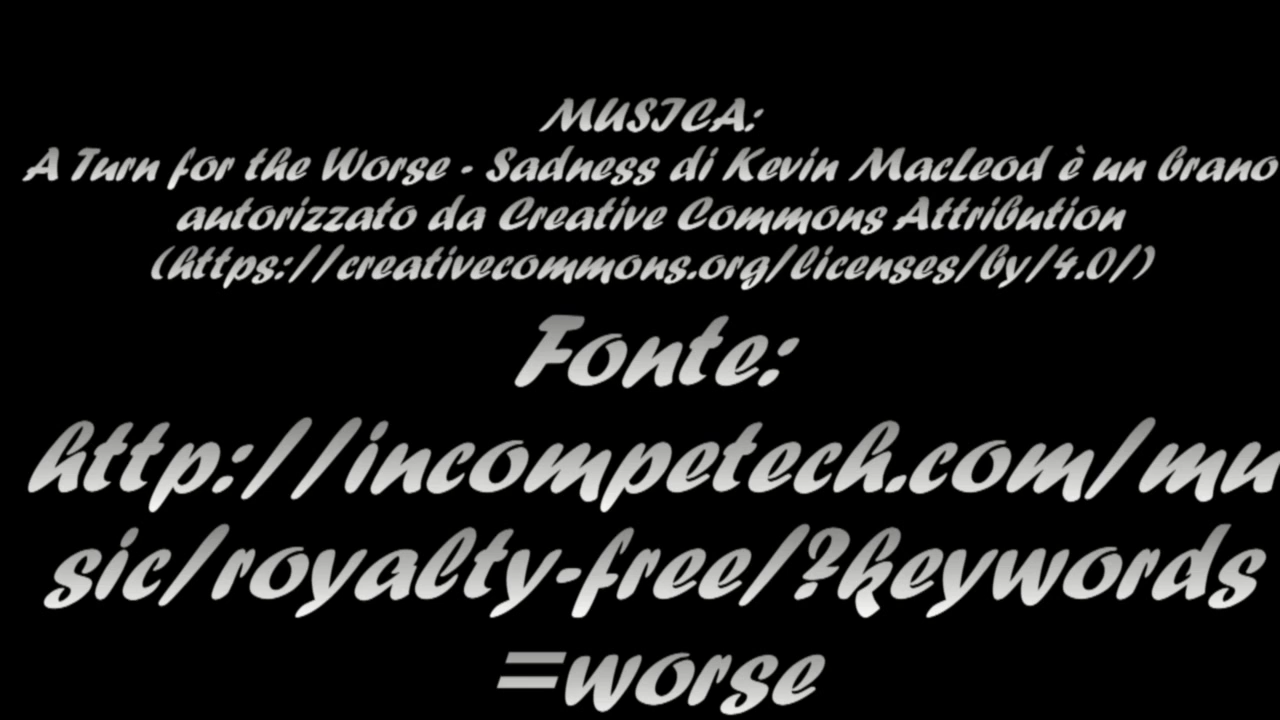 MUSICA:
A Turn for the Worse - Sadness di Kevin MacLeod è un brano
autorizzato da Creative Commons Attribution
(https://creativecommons.org/licenses/by/4.0/)
Fonte:
http://incompetech.com/mu
sic/royalty-free/?keywords
=worse